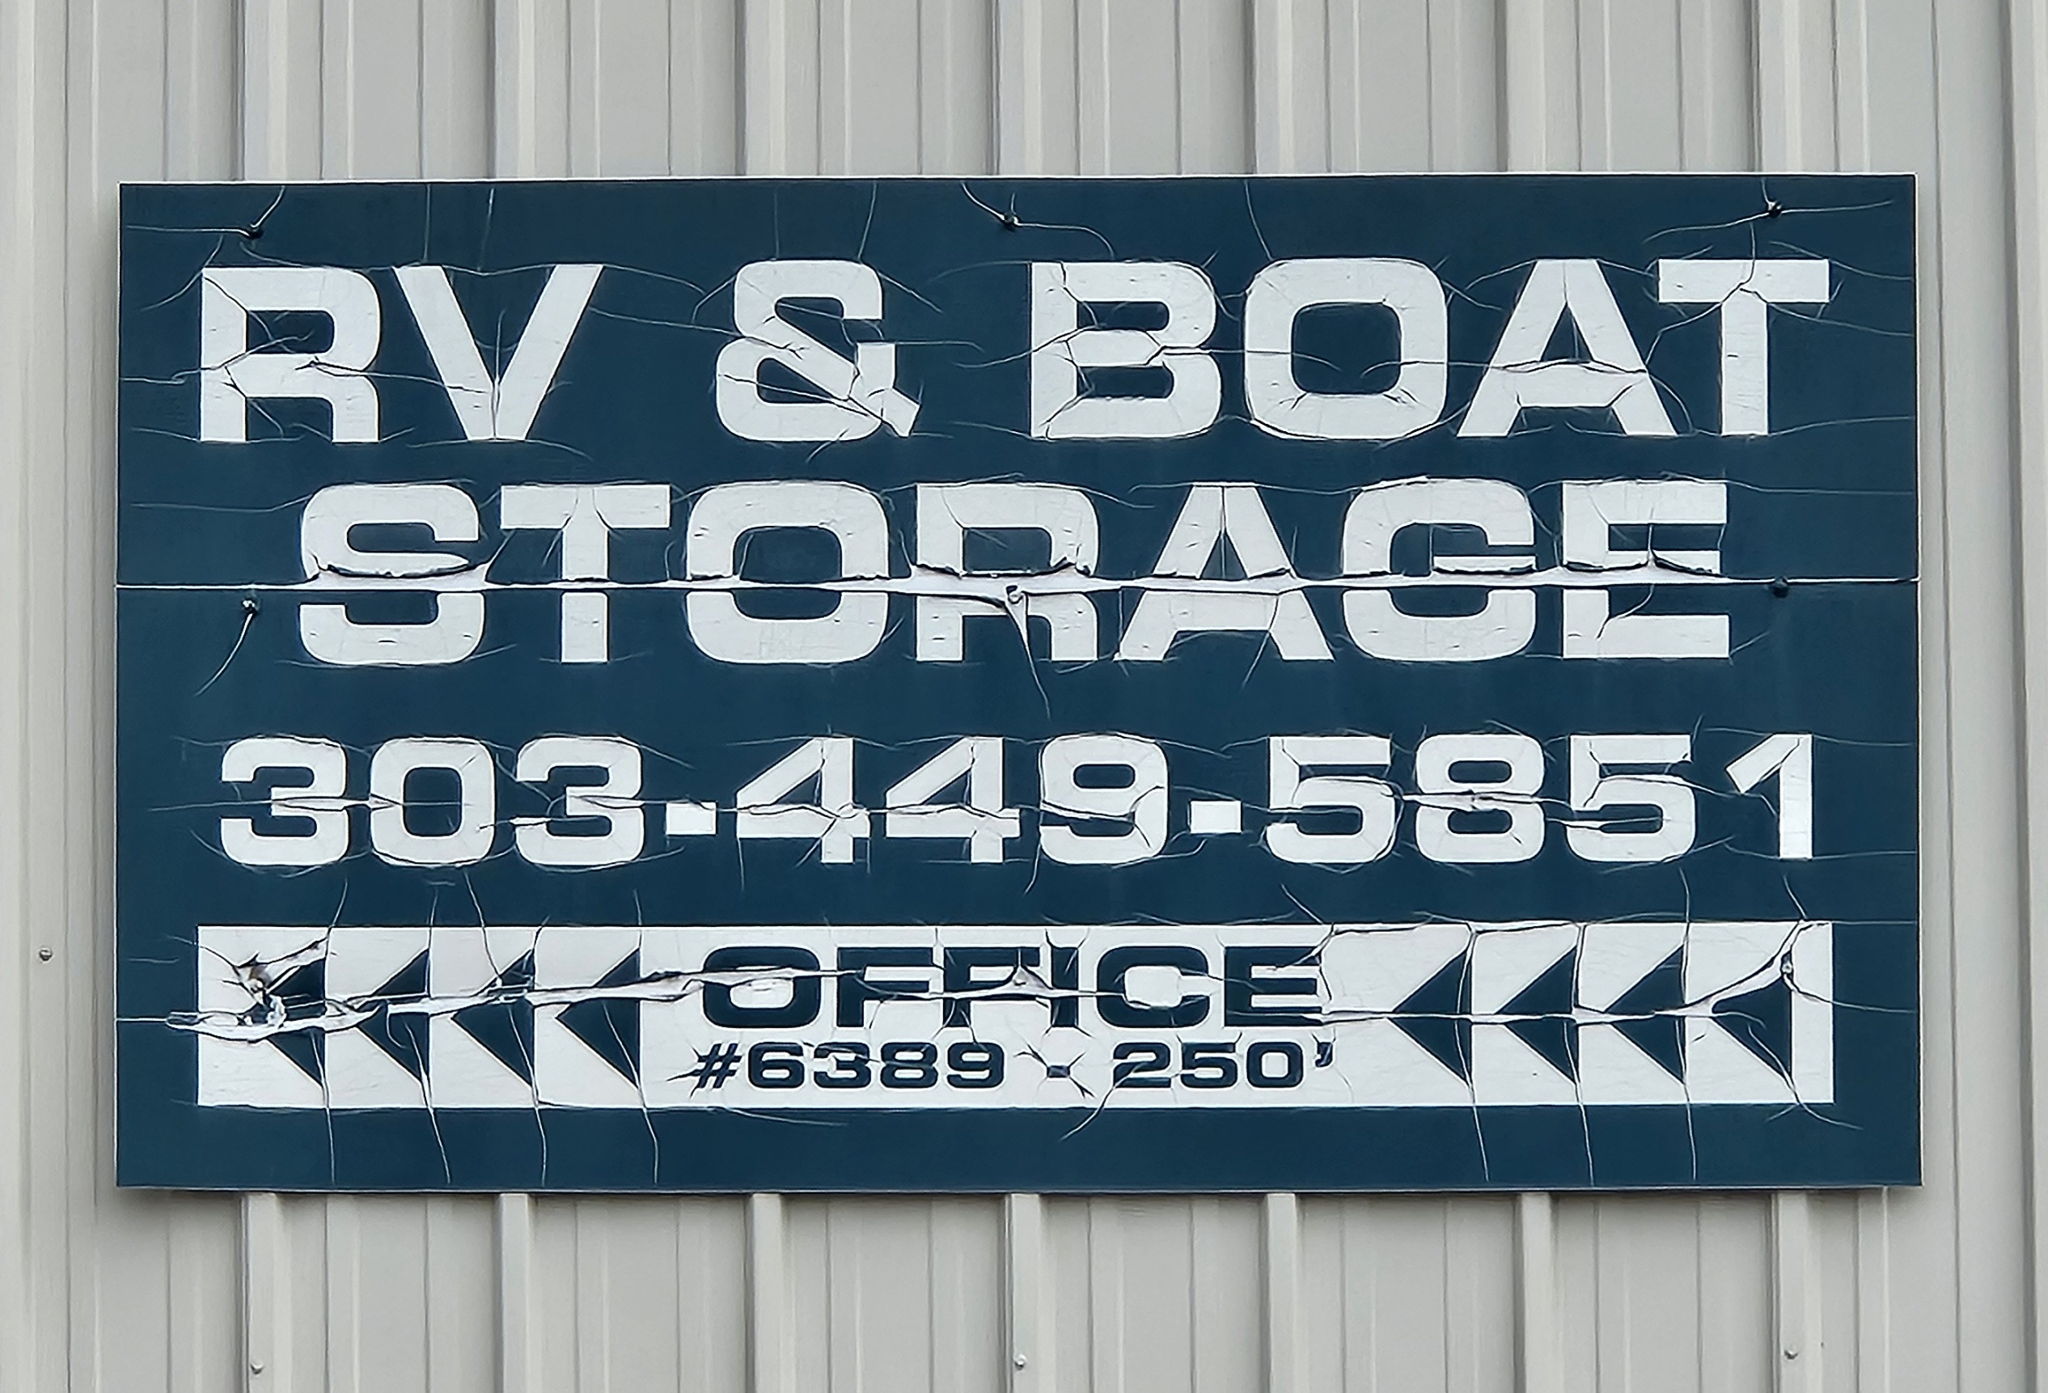 RV & BOAT
STORAGE
303-449-5851
OFFICE
#6389 - 250'